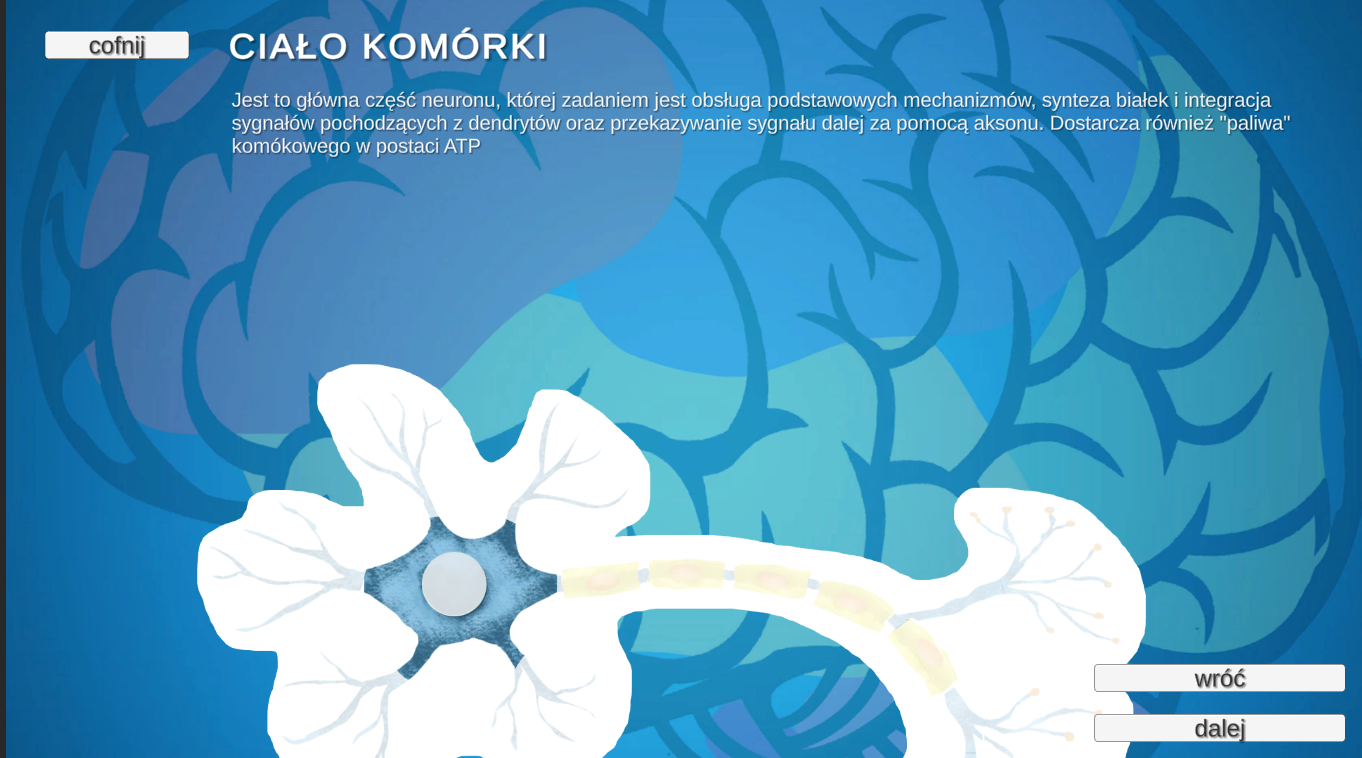 cofnij
CIAŁO KOMÓRKI
Jest to główna część neuronu, której zadaniem jest obsługa podstawowych mechanizmów, synteza białek i integracja
sygnałów pochodzących z dendrytów oraz przekazywanie sygnału dalej za pomocą aksonu. Dostarcza również "paliwa"
komókowego w postaci ATP
wróć
dalej